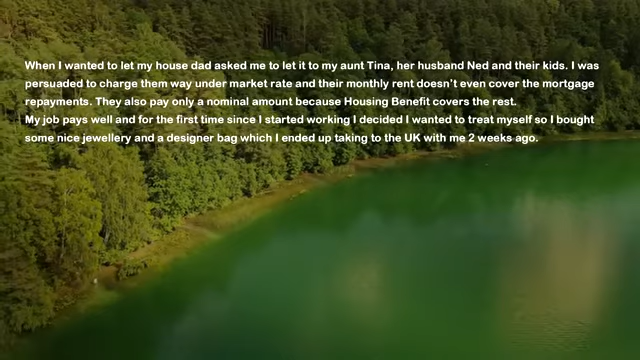 When I wanted to let my house dad asked me to let it to my aunt Tina, her husband Ned and their kids. I was
persuaded to charge them way under market rate and their monthly rent doesn’t even cover the mortgage
repayments. They also pay only a nominal amount because Housing Benefit covers the rest.
My job pays well and for the first time since I started working I decided I wanted to treat myself so I bought
some nice jewellery and a designer bag which I ended up taking to the UK with me 2 weeks ago.